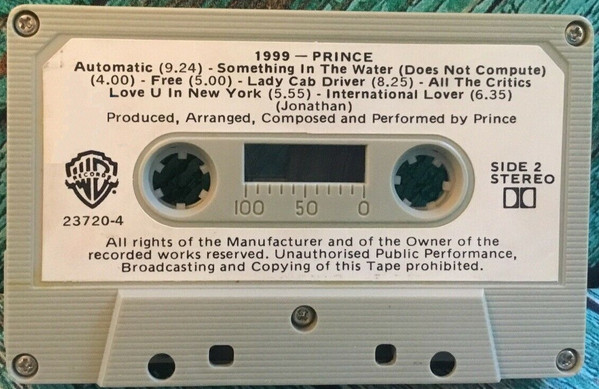 1999 — PRINCE
Automatic (9.24) - Something In The Water (Does Not Compute)
(4.00) - Free (5.00) - Lady Cab Driver (8.25) - All The Critics
Love U In New York (5.55) - International Lover (6.35)
(Jonathan)
Produced, Arranged, Composed and Performed by Prince
WB
RECORDS
23720-4
SIDE 2
STEREO
100 50 0
All rights of the Manufacturer and of the Owner of the
recorded works reserved. Unauthorised Public Performance,
Broadcasting and Copying of this Tape prohibited.